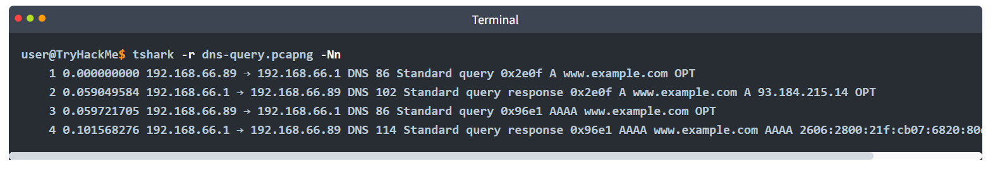 Terminal
user@TryHackMe$ tshark -r dns-query.pcapng -Nn
1 0.000000000 192.168.66.89 → 192.168.66.1 DNS 86 Standard query 0x2e0f A www.example.com OPT
2 0.059049584 192.168.66.1 → 192.168.66.89 DNS 102 Standard query response 0x2e0f A www.example.com A 93.184.215.14 OPT
3 0.059721705 192.168.66.89 → 192.168.66.1 DNS 86 Standard query 0x96e1 AAAA www.example.com OPT
4 0.101568276 192.168.66.1 → 192.168.66.89 DNS 114 Standard query response 0x96e1 AAAA www.example.com AAAA 2606:2800:21f:cb07:6820:80